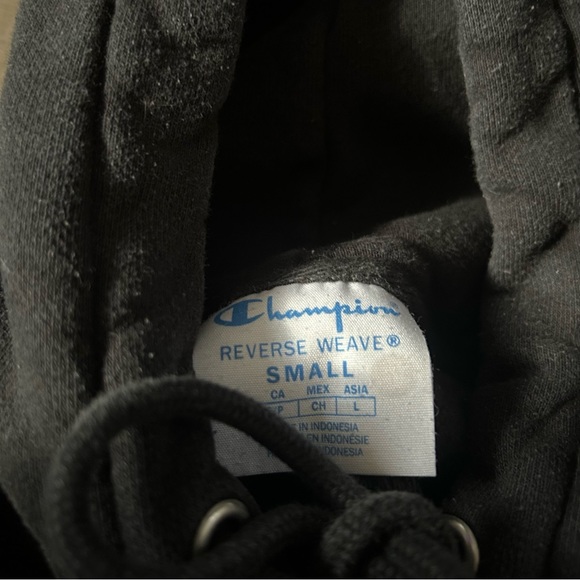 Champion
REVERSE WEAVE®
SMALL
CA MEX ASIA
P CH L
IN INDONESIA
EN INDONÉSIE
INDONESIA